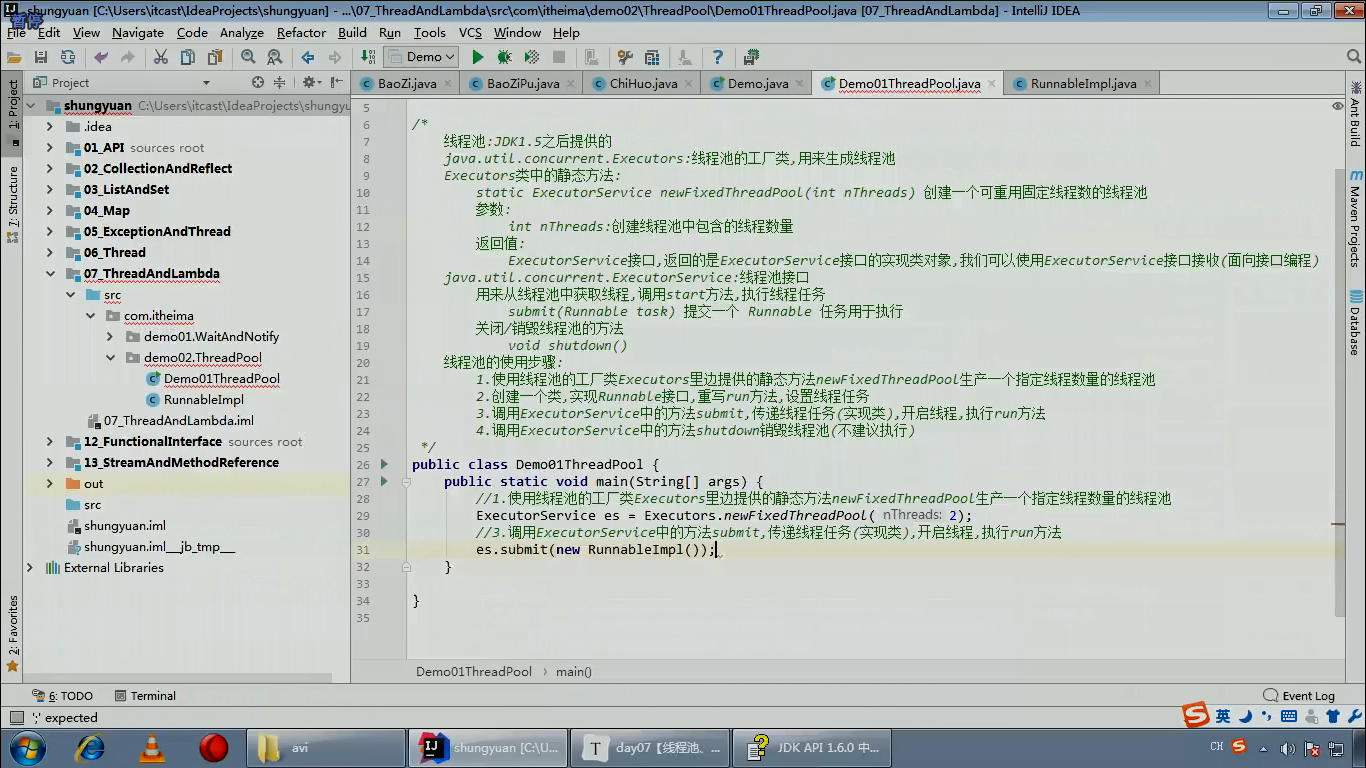 shungyuan [C:\Users\itcast\IdeaProjects\shungyuan] - ...\07_ThreadAndLambda\src\com\itheima\demo02\ThreadPool\Demo01ThreadPool.java [07_ThreadAndLambda] - IntelliJ IDEA
暂停
File Edit View Navigate Code Analyze Refactor Build Run Tools VCS Window Help
Demo
Project
BaoZi.java BaoZiPu.java ChiHuo.java Demo.java Demo01ThreadPool.java RunnableImpl.java
1: Project
7: Structure
2: Favorites
shungyuan C:\Users\itcast\IdeaProjects\shungyu
.idea
01_API sources root
02_CollectionAndReflect
03_ListAndSet
04_Map
05_ExceptionAndThread
06_Thread
07_ThreadAndLambda
src
com.itheima
demo01.WaitAndNotify
demo02.ThreadPool
Demo01ThreadPool
RunnableImpl
07_ThreadAndLambda.iml
12_FunctionalInterface sources root
13_StreamAndMethodReference
out
src
shungyuan.iml
shungyuan.iml__jb_tmp__
External Libraries
5
6 /*
7 线程池:JDK1.5之后提供的
8 java.util.concurrent.Executors:线程池的工厂类,用来生成线程池
9 Executors类中的静态方法:
10 static ExecutorService newFixedThreadPool(int nThreads) 创建一个可重用固定线程数的线程池
11 参数:
12 int nThreads:创建线程池中包含的线程数量
13 返回值:
14 ExecutorService接口,返回的是ExecutorService接口的实现类对象,我们可以使用ExecutorService接口接收(面向接口编程)
15 java.util.concurrent.ExecutorService:线程池接口
16 用来从线程池中获取线程,调用start方法,执行线程任务
17 submit(Runnable task) 提交一个 Runnable 任务用于执行
18 关闭/销毁线程池的方法
19 void shutdown()
20 线程池的使用步骤:
21 1.使用线程池的工厂类Executors里边提供的静态方法newFixedThreadPool生产一个指定线程数量的线程池
22 2.创建一个类,实现Runnable接口,重写run方法,设置线程任务
23 3.调用ExecutorService中的方法submit,传递线程任务(实现类),开启线程,执行run方法
24 4.调用ExecutorService中的方法shutdown销毁线程池(不建议执行)
25 */
26 public class Demo01ThreadPool {
27 public static void main(String[] args) {
28 //1.使用线程池的工厂类Executors里边提供的静态方法newFixedThreadPool生产一个指定线程数量的线程池
29 ExecutorService es = Executors.newFixedThreadPool( nThreads: 2);
30 //3.调用ExecutorService中的方法submit,传递线程任务(实现类),开启线程,执行run方法
31 es.submit(new RunnableImpl());
32 }
33
34 }
35
Ant Build
Maven Projects
Database
Demo01ThreadPool › main()
6: TODO Terminal Event Log
';' expected
英
avi
shungyuan [C:\U...
day07【线程池、...
JDK API 1.6.0 中...
CH